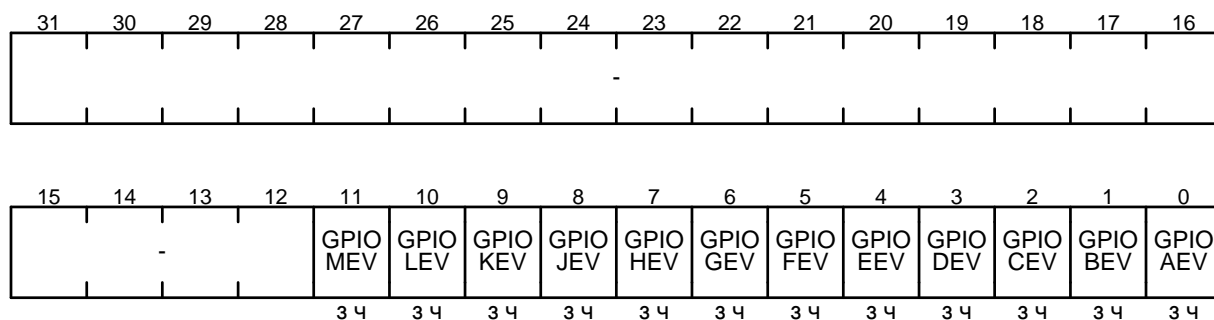 31 30 29 28 27 26 25 24 23 22 21 20 19 18 17 16
-
15 14 13 12 11 10 9 8 7 6 5 4 3 2 1 0
- GPIO GPIO GPIO GPIO GPIO GPIO GPIO GPIO GPIO GPIO GPIO GPIO
MEV LEV KEV JEV HEV GEV FEV EEV DEV CEV BEV AEV
з ч з ч з ч з ч з ч з ч з ч з ч з ч з ч з ч з ч